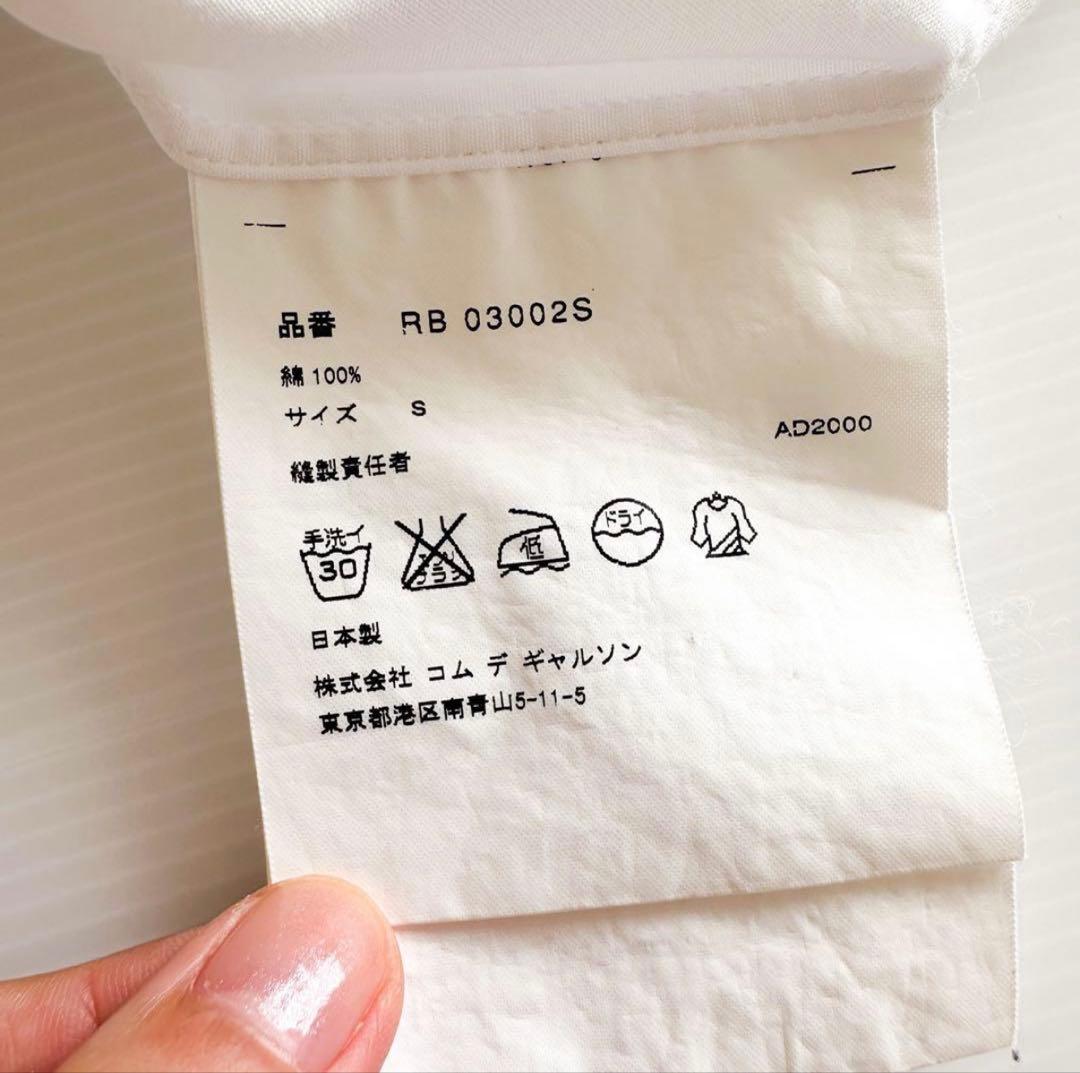 品番 RB 03002S
綿 100%
サイズ S
AD2000
縫製責任者
手洗イ
30
低
ドライ
日本製
株式会社 コム デ ギャルソン
東京都港区南青山5-11-5